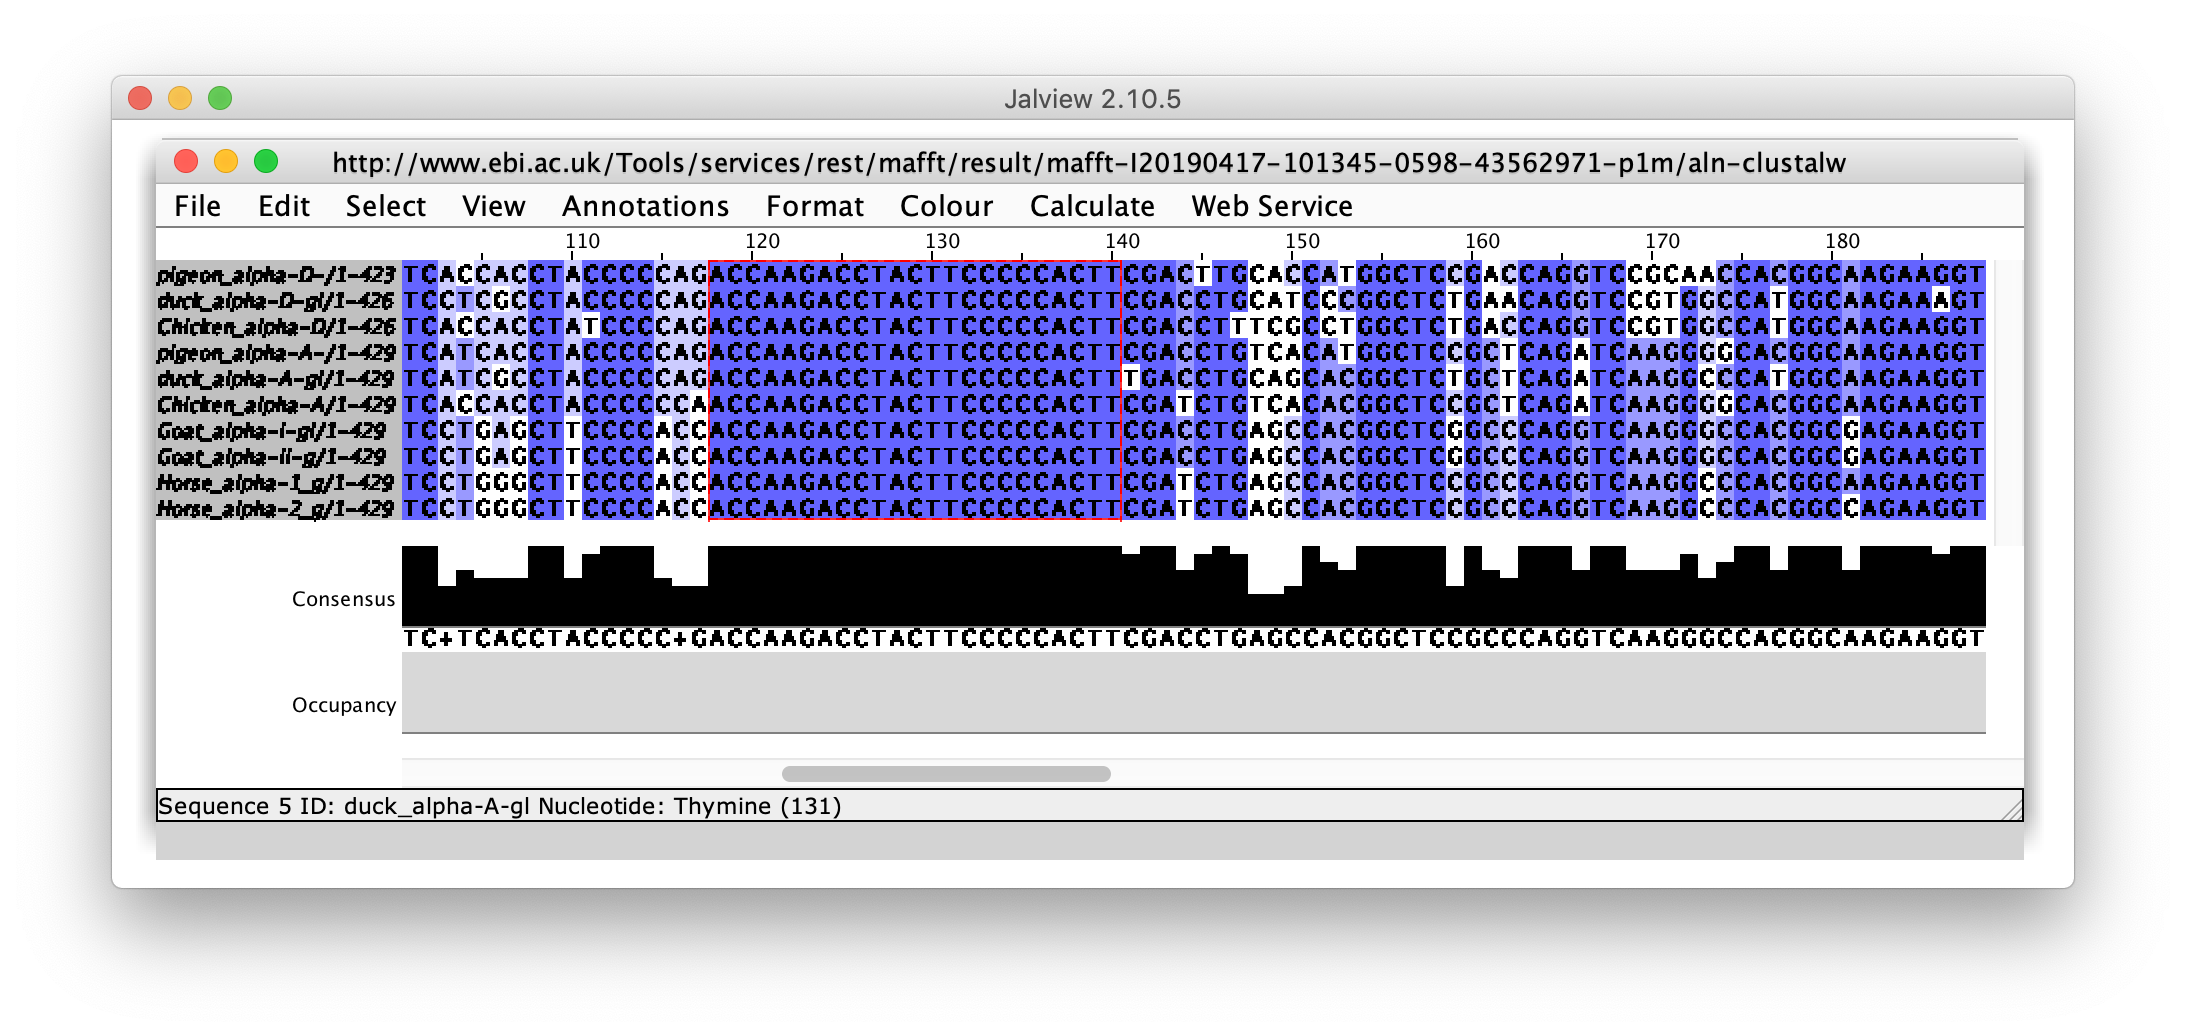 Jalview 2.10.5
http://www.ebi.ac.uk/Tools/services/rest/mafft/result/mafft-I20190417-101345-0598-43562971-p1m/aln-clustalw
File Edit Select View Annotations Format Colour Calculate Web Service
110 120 130 140 150 160 170 180
pigeon_alpha-D-/1-423 TCACCACCTACCCCCAGACCAAGACCTACTTCCCCCACTTCGACTTGCACCATGGCTCCGACCAGGTCCGCAACCACGGCAAGAAGGT
duck_alpha-D-gl/1-426 TCCTCGCCTACCCCCAGACCAAGACCTACTTCCCCCACTTCGACCTGCATCCCGGCTCTGAACAGGTCCGTGGCCATGGCAAGAAAGT
Chicken_alpha-D/1-426 TCACCACCTATCCCCAGACCAAGACCTACTTCCCCCACTTCGACCTTTCGCCTGGCTCTGACCAGGTCCGTGGCCATGGCAAGAAGGT
pigeon_alpha-A-/1-429 TCATCACCTACCCCCAGACCAAGACCTACTTCCCCCACTTCGACCTGTCACATGGCTCCGCTCAGATCAAGGGGCACGGCAAGAAGGT
duck_alpha-A-gl/1-429 TCATCGCCTACCCCCAGACCAAGACCTACTTCCCCCACTTTGACCTGCAGCACGGCTCTGCTCAGATCAAGGCCCATGGCAAGAAGGT
Chicken_alpha-A/1-429 TCACCACCTACCCCCCAACCAAGACCTACTTCCCCCACTTCGATCTGTCACACGGCTCCGCTCAGATCAAGGGGCACGGCAAGAAGGT
Goat_alpha-i-gl/1-429 TCCTGAGCTTCCCCACCACCAAGACCTACTTCCCCCACTTCGACCTGAGCCACGGCTCGGCCCAGGTCAAGGGCCACGGCGAGAAGGT
Goat_alpha-ii-g/1-429 TCCTGAGCTTCCCCACCACCAAGACCTACTTCCCCCACTTCGACCTGAGCCACGGCTCGGCCCAGGTCAAGGGCCACGGCGAGAAGGT
Horse_alpha-1_g/1-429 TCCTGGGCTTCCCCACCACCAAGACCTACTTCCCCCACTTCGATCTGAGCCACGGCTCCGCCCAGGTCAAGGCCCACGGCAAGAAGGT
Horse_alpha-2_g/1-429 TCCTGGGCTTCCCCACCACCAAGACCTACTTCCCCCACTTCGATCTGAGCCACGGCTCCGCCCAGGTCAAGGCCCACGGCCAGAAGGT
Consensus
TC+TCACCTACCCCC+GACCAAGACCTACTTCCCCCACTTCGACCTGAGCCACGGCTCCGCCCAGGTCAAGGGCCACGGCAAGAAGGT
Occupancy
Sequence 5 ID: duck_alpha-A-gl Nucleotide: Thymine (131)